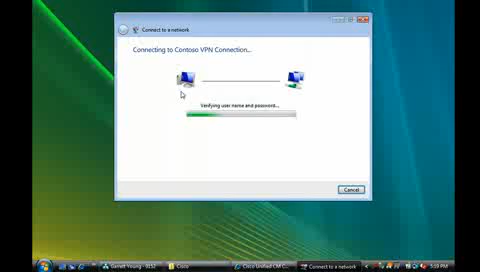 Connect to a network
Connecting to Contoso VPN Connection...
Verifying user name and password...
Cancel
Garrett Young - 9152
Cisco
Cisco Unified CM C...
Connect to a network
5:59 PM